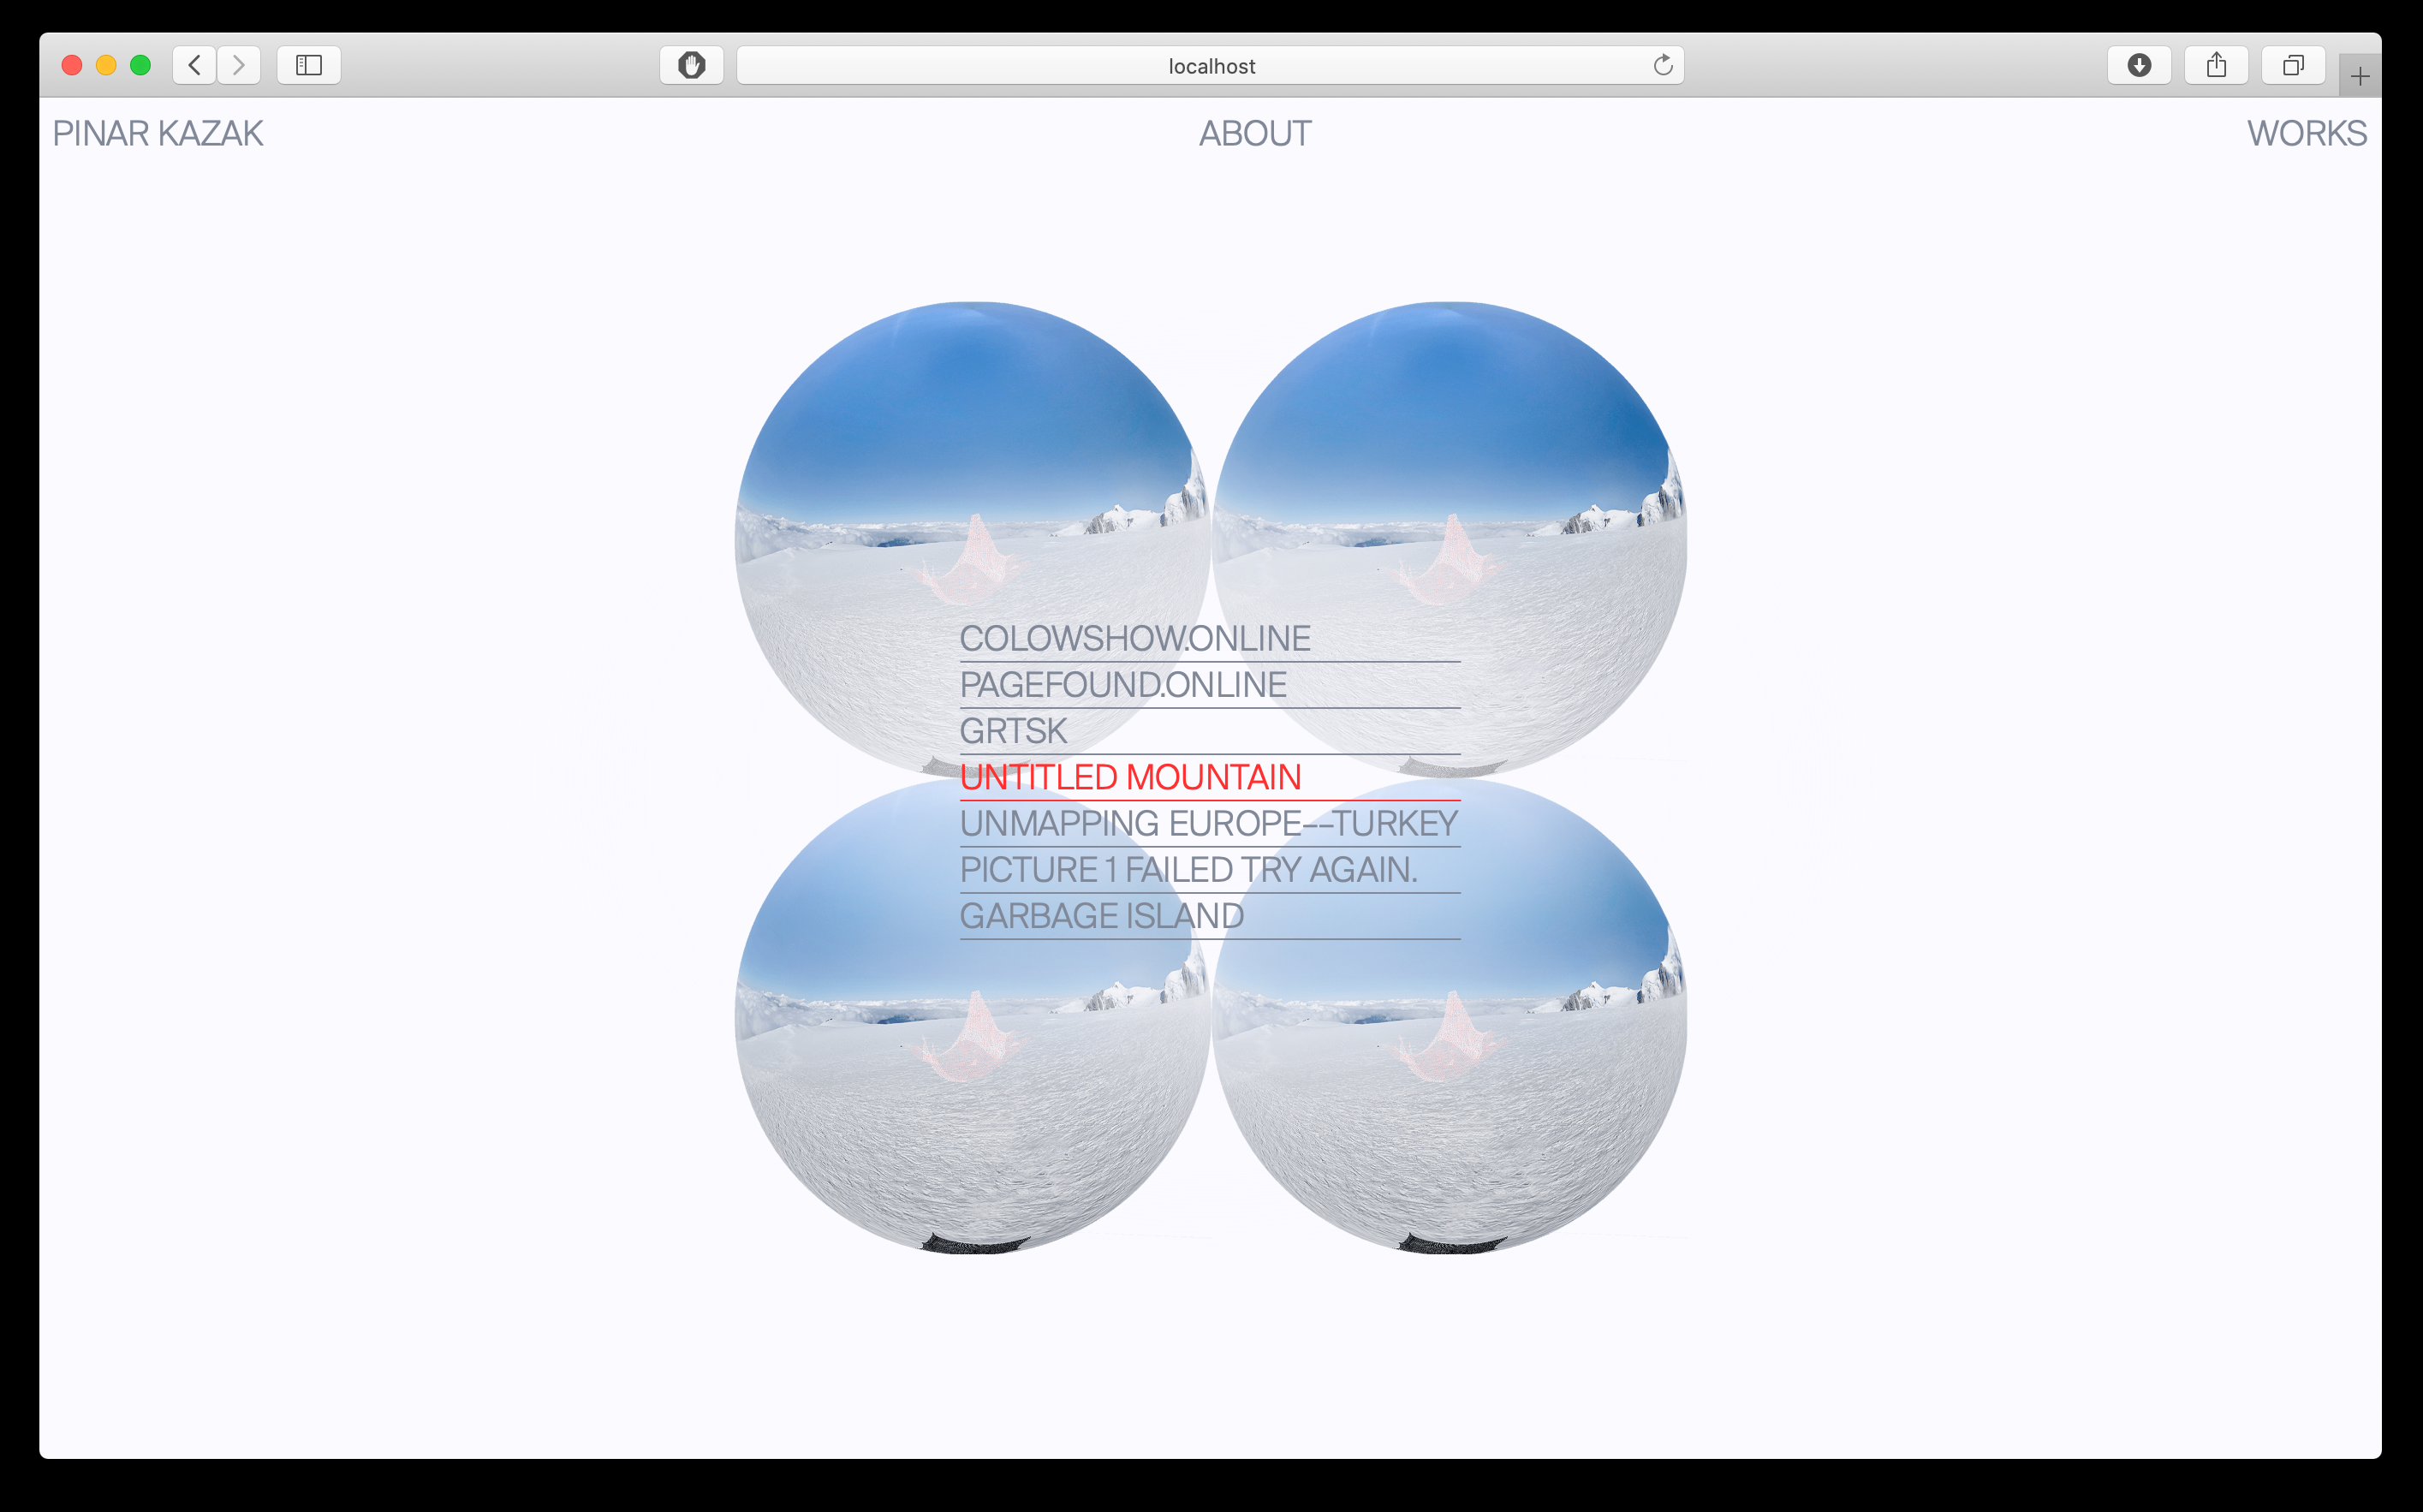 localhost
PINAR KAZAK
ABOUT
WORKS
COLOWSHOW.ONLINE
PAGEFOUND.ONLINE
GRTSK
UNTITLED MOUNTAIN
UNMAPPING EUROPE--TURKEY
PICTURE 1 FAILED TRY AGAIN.
GARBAGE ISLAND